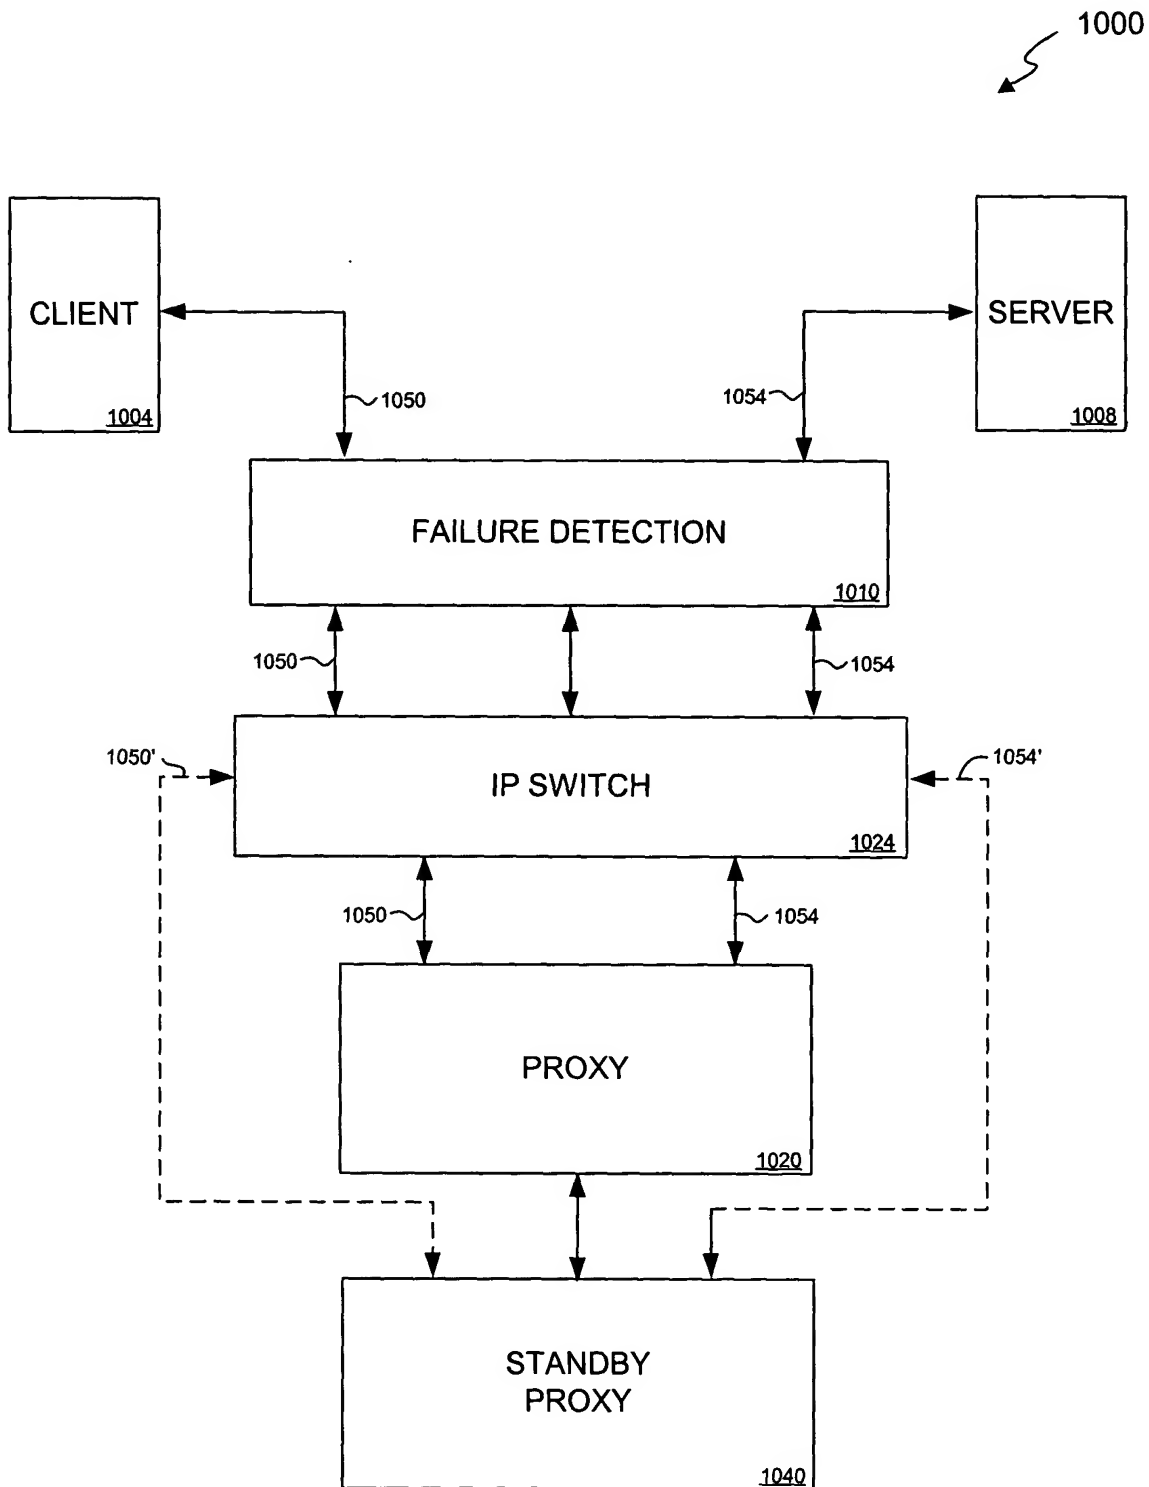 1000
CLIENT
1004
SERVER
1008
1050
1054
FAILURE DETECTION
1010
1050
1054
1050'
1054'
IP SWITCH
1024
1050
1054
PROXY
1020
STANDBY
PROXY
1040